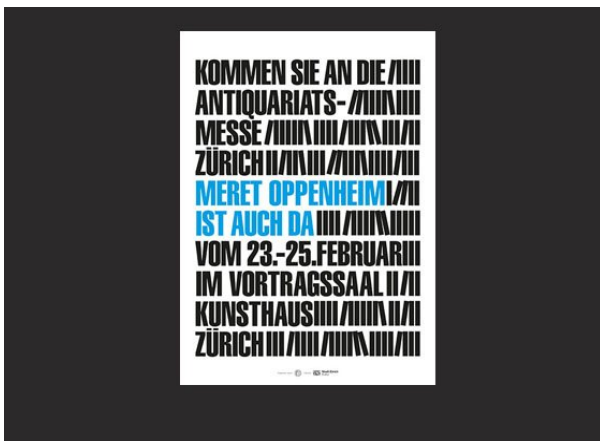 KOMMEN SIE AN DIE
ANTIQUARIATS-
MESSE
ZÜRICH
MERET OPPENHEIM
IST AUCH DA
VOM 23.-25.FEBRUAR
IM VORTRAGSSAAL
KUNSTHAUS
ZÜRICH